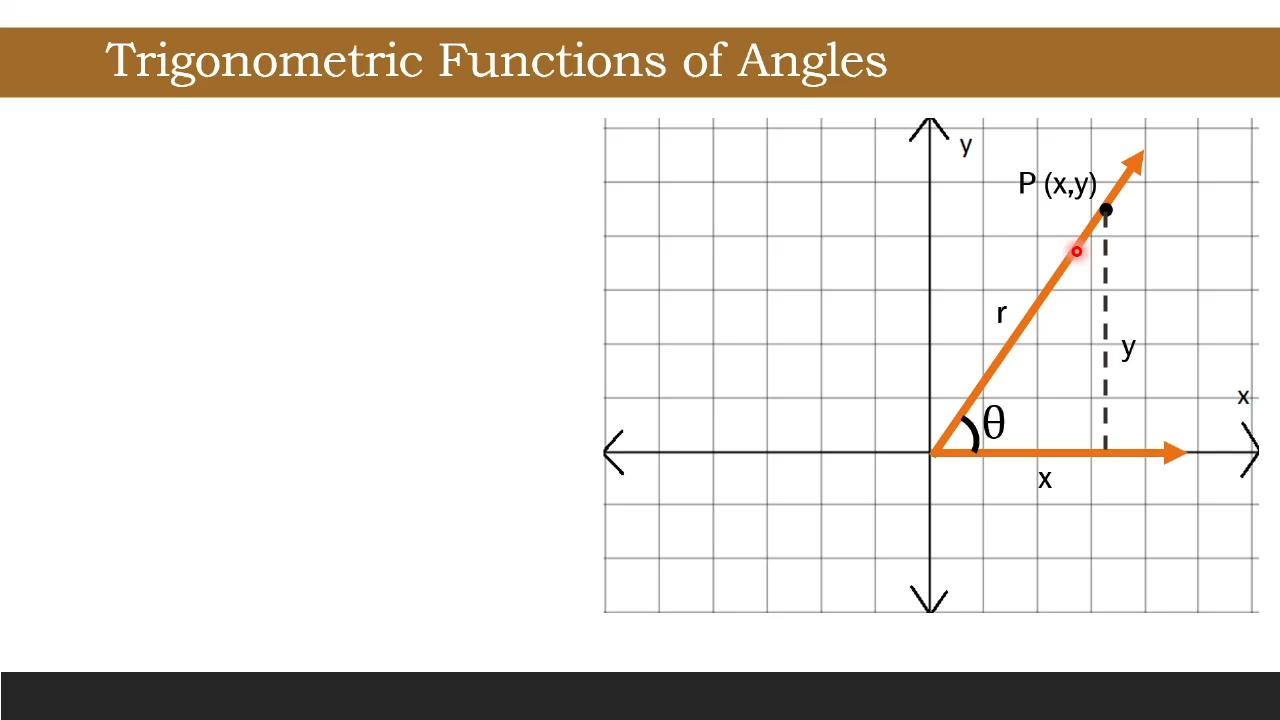 Trigonometric Functions of Angles
y
P (x,y)
r
y
x
θ
x